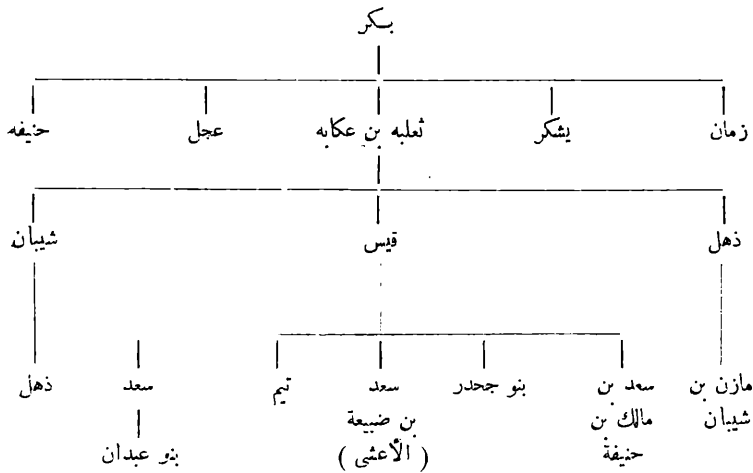 بكر
زمان يشكر ثعلبه بن عكابه عجل حنيفه
ذهل قيس شيبان
مازن بن سعد بن بنو جحدر سعد تيم سعد ذهل
شيبان مالك بن بن ضبيعة
حنيفة ( الأعشى ) بنو عبدان